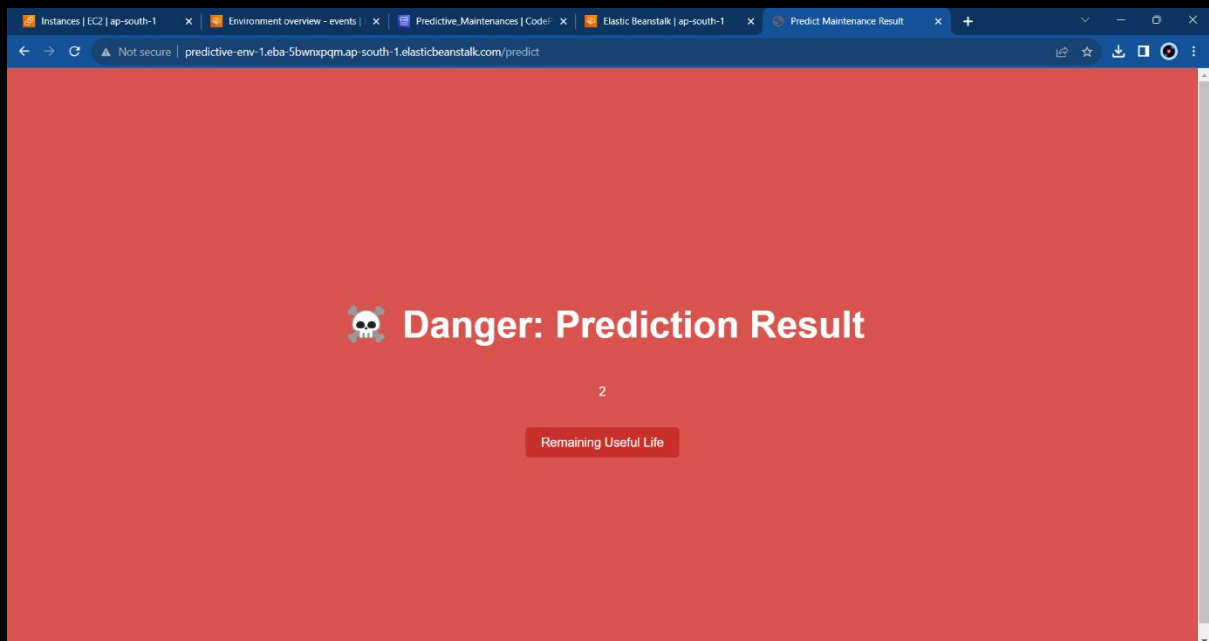 Instances | EC2 | ap-south-1
Environment overview - events |
Predictive_Maintenances | CodeP
Elastic Beanstalk | ap-south-1
Predict Maintenance Result
Not secure | predictive-env-1.eba-5bwnxpqm.ap-south-1.elasticbeanstalk.com/predict
☠ Danger: Prediction Result
2
Remaining Useful Life